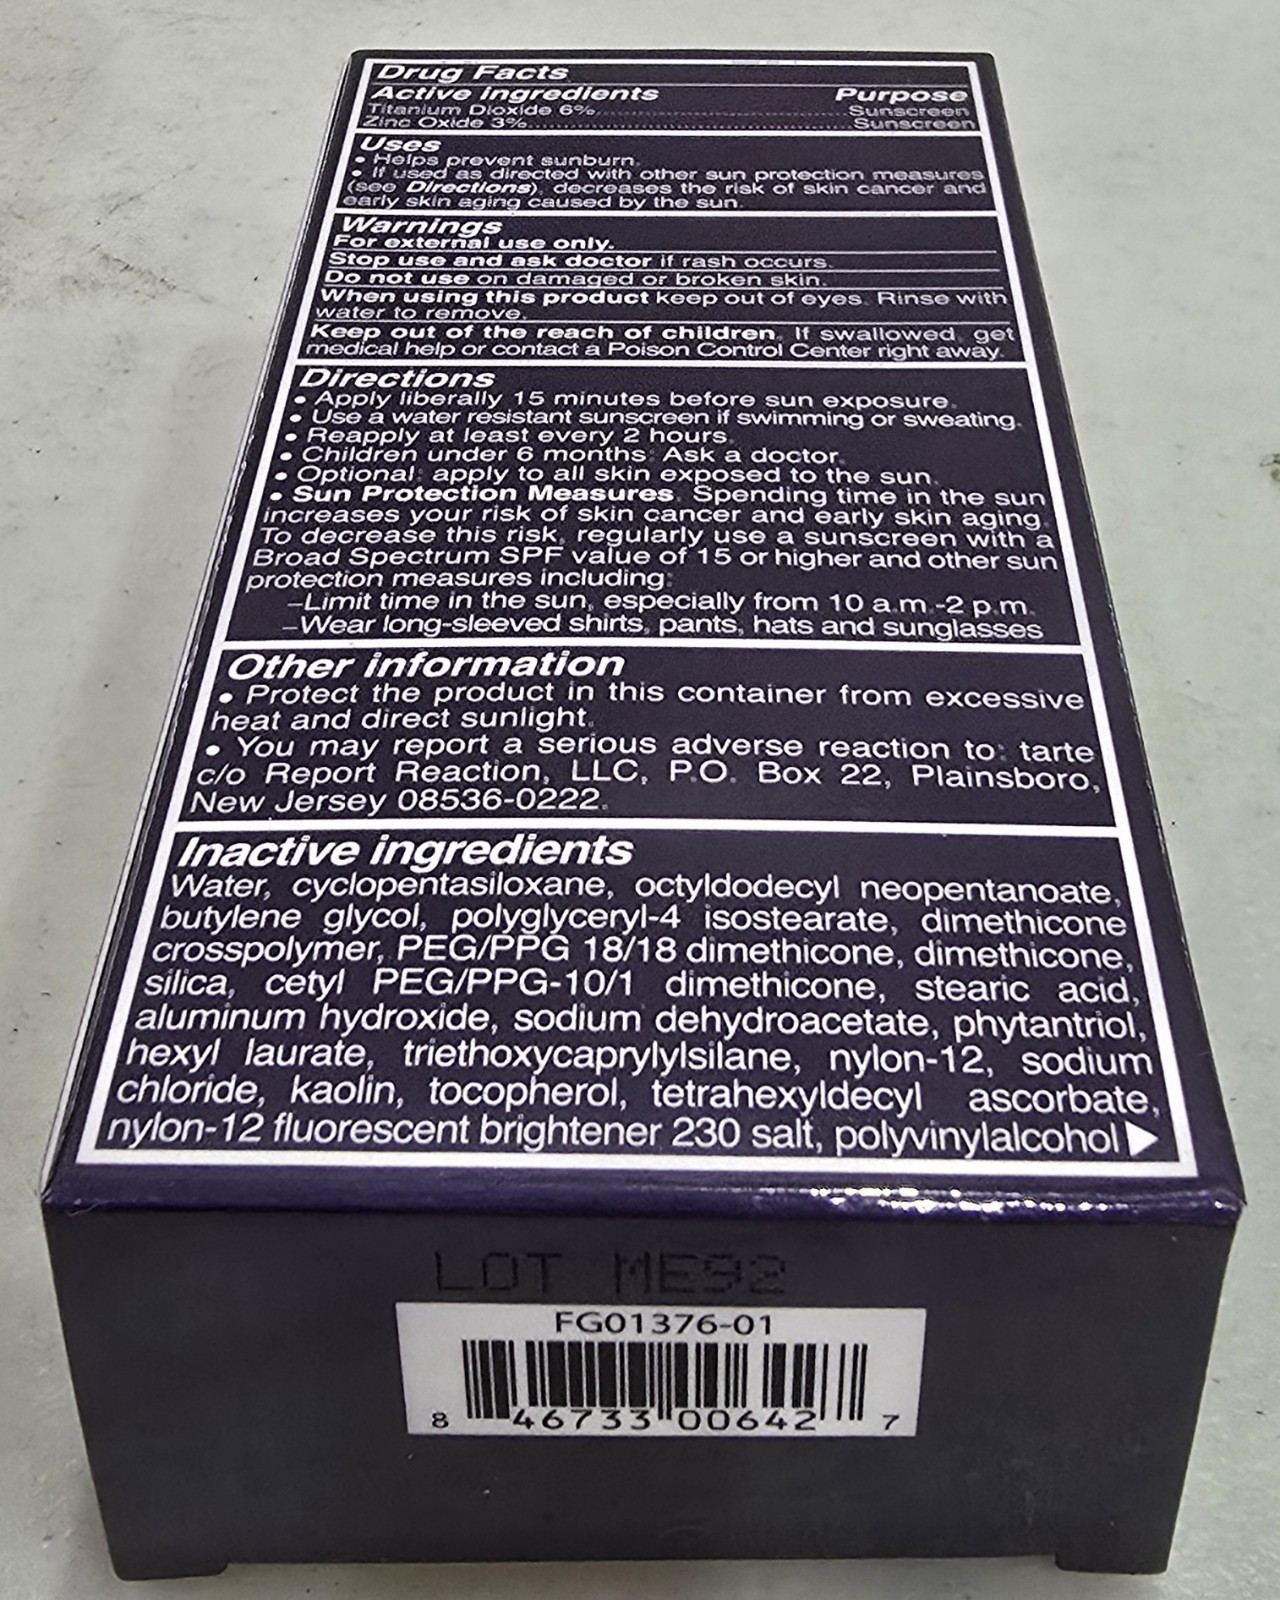 Drug Facts
Active ingredients Purpose
Titanium Dioxide 6%................................Sunscreen
Zinc Oxide 3%........................................Sunscreen
Uses
• Helps prevent sunburn.
• If used as directed with other sun protection measures
(see Directions), decreases the risk of skin cancer and
early skin aging caused by the sun.
Warnings
For external use only.
Stop use and ask doctor if rash occurs.
Do not use on damaged or broken skin.
When using this product keep out of eyes. Rinse with
water to remove.
Keep out of the reach of children. If swallowed, get
medical help or contact a Poison Control Center right away.
Directions
• Apply liberally 15 minutes before sun exposure.
• Use a water resistant sunscreen if swimming or sweating.
• Reapply at least every 2 hours.
• Children under 6 months: Ask a doctor.
• Optional: apply to all skin exposed to the sun.
• Sun Protection Measures. Spending time in the sun
increases your risk of skin cancer and early skin aging.
To decrease this risk, regularly use a sunscreen with a
Broad Spectrum SPF value of 15 or higher and other sun
protection measures including:
–Limit time in the sun, especially from 10 a.m.-2 p.m.
–Wear long-sleeved shirts, pants, hats and sunglasses
Other information
• Protect the product in this container from excessive
heat and direct sunlight.
• You may report a serious adverse reaction to: tarte
c/o Report Reaction, LLC, P.O. Box 22, Plainsboro,
New Jersey 08536-0222.
Inactive ingredients
Water, cyclopentasiloxane, octyldodecyl neopentanoate,
butylene glycol, polyglyceryl-4 isostearate, dimethicone
crosspolymer, PEG/PPG 18/18 dimethicone, dimethicone,
silica, cetyl PEG/PPG-10/1 dimethicone, stearic acid,
aluminum hydroxide, sodium dehydroacetate, phytantriol,
hexyl laurate, triethoxycaprylylsilane, nylon-12, sodium
chloride, kaolin, tocopherol, tetrahexyldecyl ascorbate,
nylon-12 fluorescent brightener 230 salt, polyvinylalcohol ▶
LOT ME92
FG01376-01
8 46733 00642 7